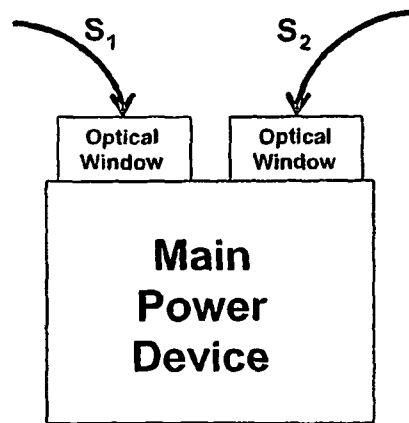 S₁
S₂
Optical
Window
Optical
Window
Main
Power
Device